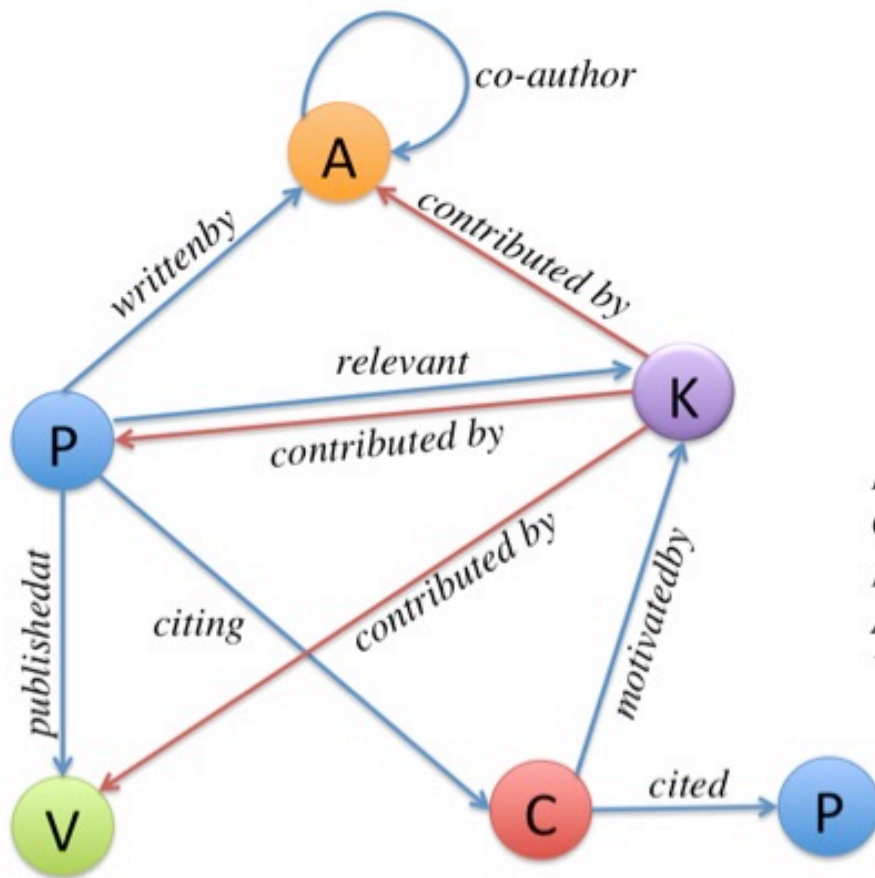 co-author
A
writtenby
contributed by
relevant
K
P
contributed by
contributed by
publishedat
citing
motivatedby
V
C
cited
P